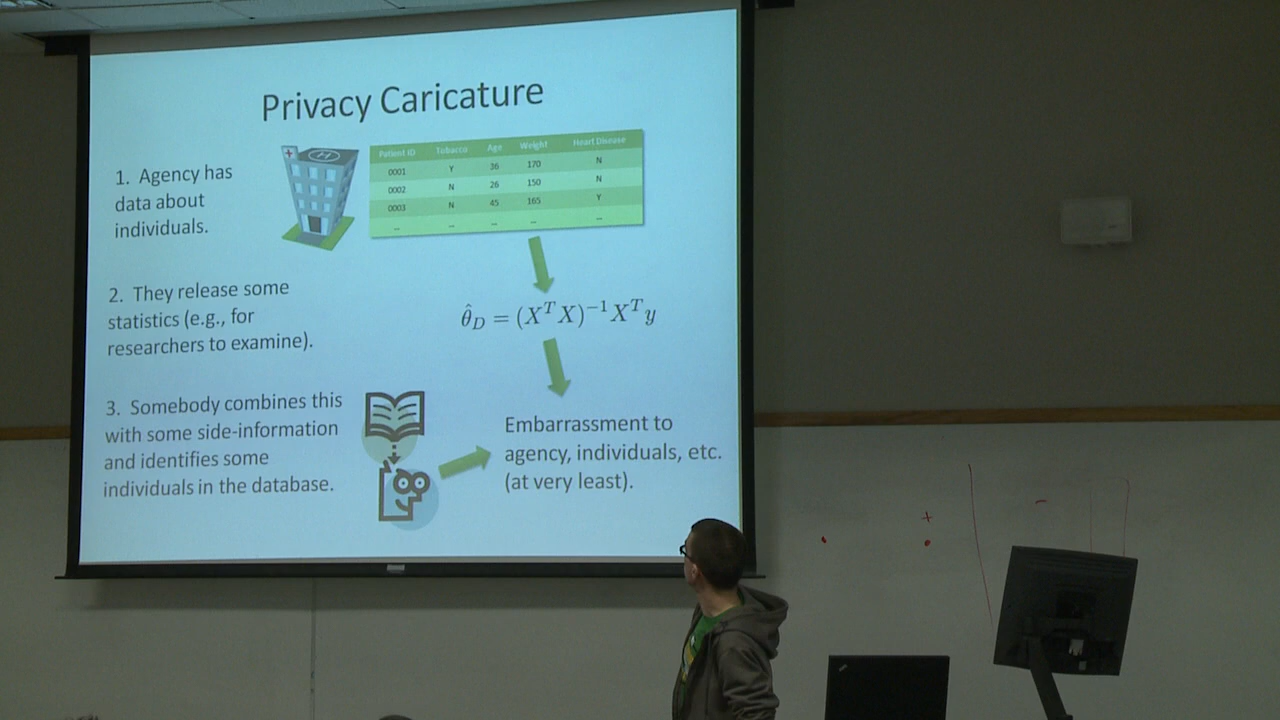 Privacy Caricature
1. Agency has
data about
individuals.
Patient ID Tobacco Age Weight Heart Disease
0001 Y 36 170 N
0002 N 26 150 N
0003 N 45 165 Y
... ... ... ... ...
2. They release some
statistics (e.g., for
researchers to examine).
θ̂_D = (X^T X)^{-1} X^T y
3. Somebody combines this
with some side-information
and identifies some
individuals in the database.
Embarrassment to
agency, individuals, etc.
(at very least).